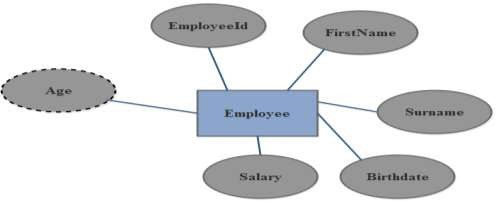 EmployeeId
FirstName
Age
Employee
Surname
Salary
Birthdate